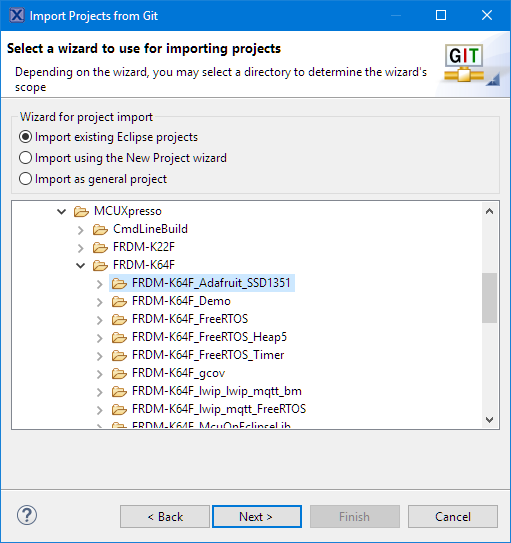 Import Projects from Git
Select a wizard to use for importing projects
Depending on the wizard, you may select a directory to determine the wizard's
scope
GIT
Wizard for project import
Import existing Eclipse projects
Import using the New Project wizard
Import as general project
MCUXpresso
CmdLineBuild
FRDM-K22F
FRDM-K64F
FRDM-K64F_Adafruit_SSD1351
FRDM-K64F_Demo
FRDM-K64F_FreeRTOS
FRDM-K64F_FreeRTOS_Heap5
FRDM-K64F_FreeRTOS_Timer
FRDM-K64F_gcov
FRDM-K64F_lwip_lwip_mqtt_bm
FRDM-K64F_lwip_mqtt_FreeRTOS
FRDM-K64F_McuOnEclipseLib
? < Back Next > Finish Cancel